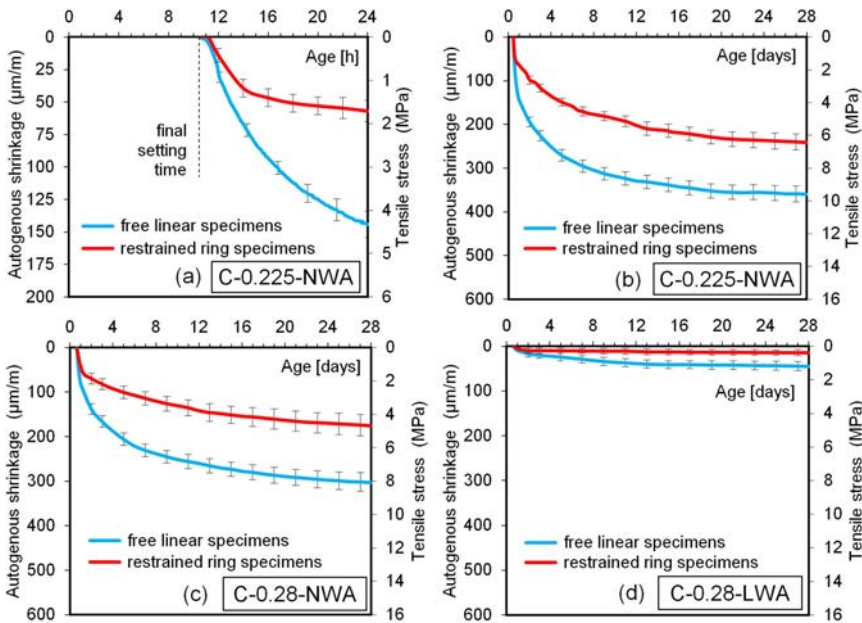 0 4 8 12 16 20 24
0
25
50
75
100
125
150
175
200
Autogenous shrinkage (μm/m)
Age [h]
final
setting
time
free linear specimens
restrained ring specimens
(a) C-0.225-NWA
0
1
2
3
4
5
6
Tensile stress (MPa)
0 4 8 12 16 20 24 28
0
100
200
300
400
500
600
Autogenous shrinkage (μm/m)
Age [days]
free linear specimens
restrained ring specimens
(b) C-0.225-NWA
0
2
4
6
8
10
12
14
16
Tensile stress (MPa)
0 4 8 12 16 20 24 28
0
100
200
300
400
500
600
Autogenous shrinkage (μm/m)
Age [days]
free linear specimens
restrained ring specimens
(c) C-0.28-NWA
0
2
4
6
8
10
12
14
16
Tensile stress (MPa)
0 4 8 12 16 20 24 28
0
100
200
300
400
500
600
Autogenous shrinkage (μm/m)
Age [days]
free linear specimens
restrained ring specimens
(d) C-0.28-LWA
0
2
4
6
8
10
12
14
16
Tensile stress (MPa)